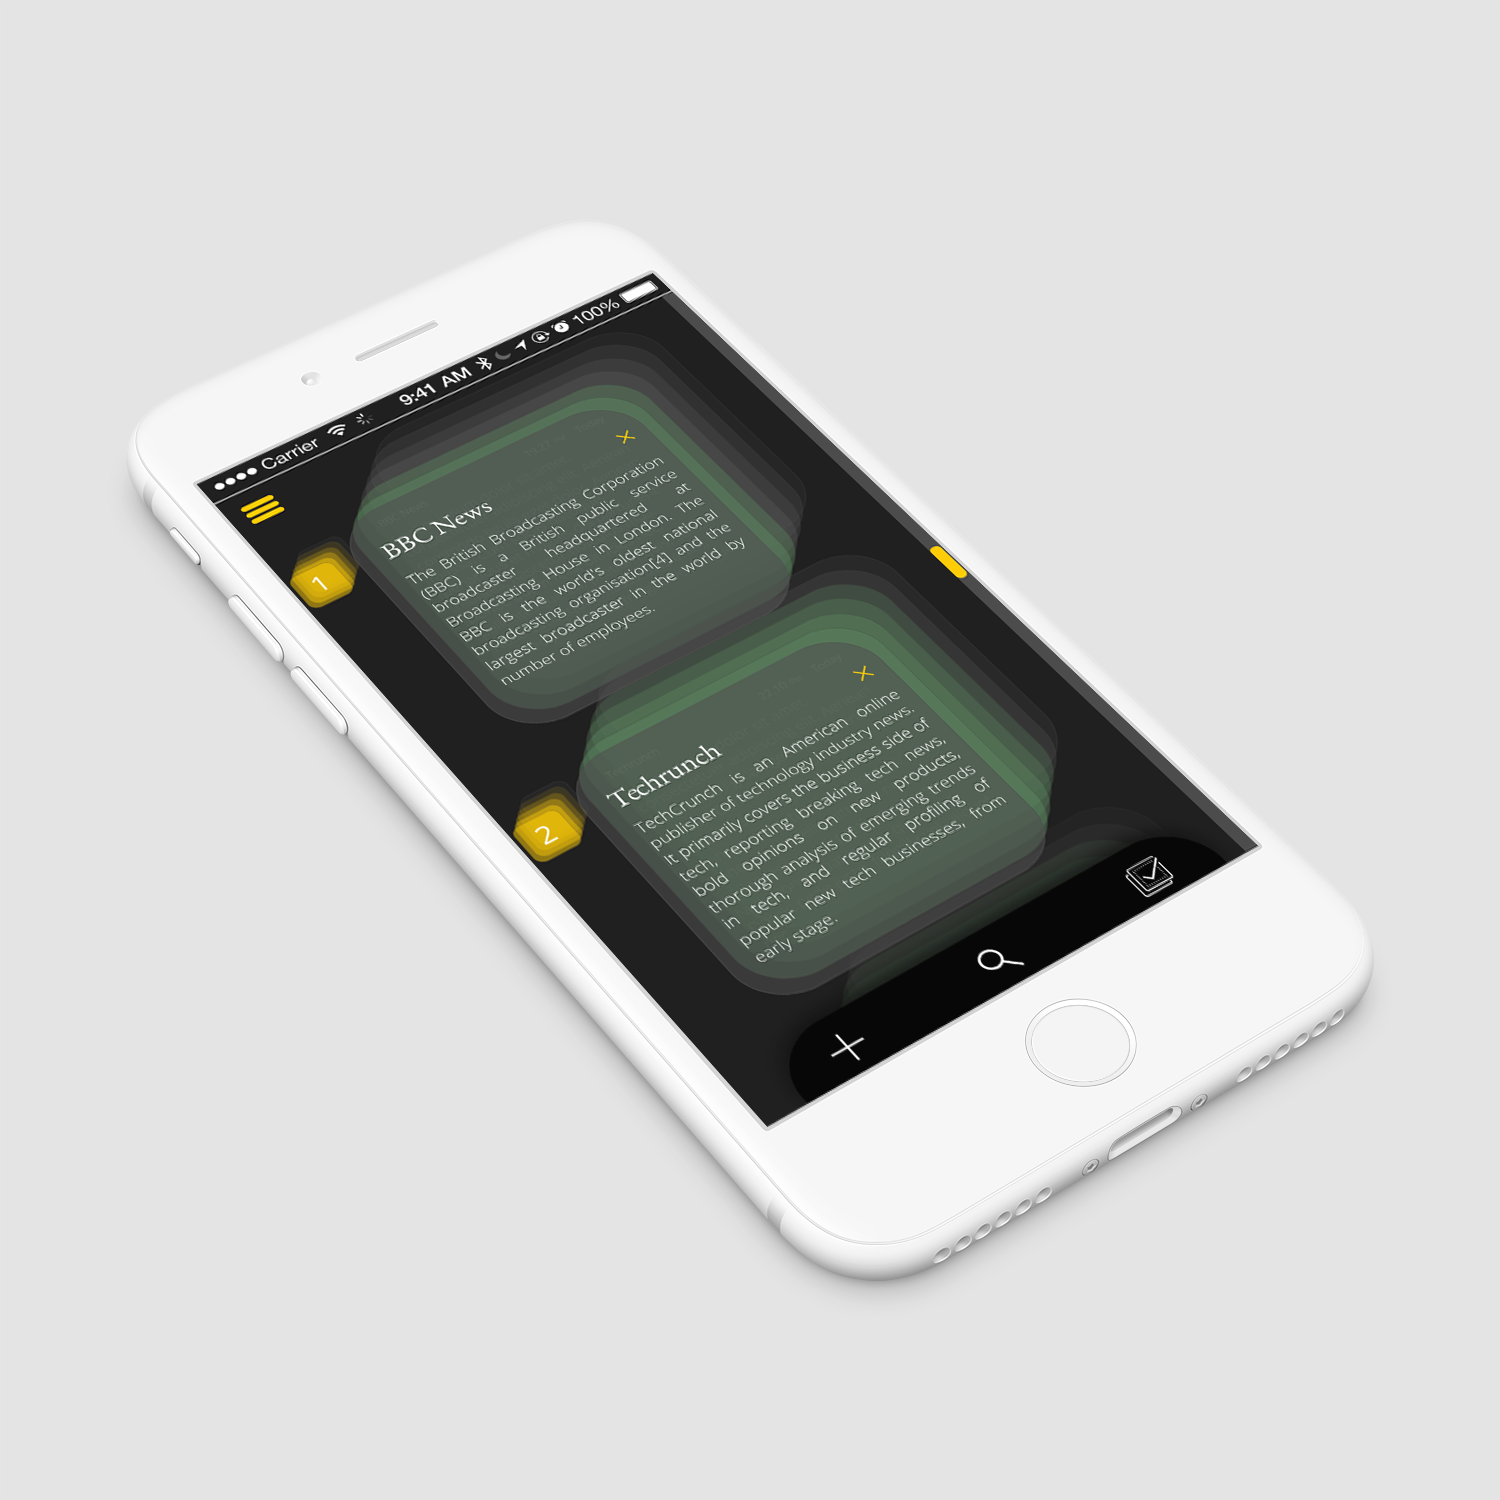 Carrier 9:41 AM 100%
1
BBC News
The British Broadcasting Corporation
(BBC) is a British public service
broadcaster headquartered at
Broadcasting House in London. The
BBC is the world's oldest national
broadcasting organisation[4] and the
largest broadcaster in the world by
number of employees.
2
Techrunch
TechCrunch is an American online
publisher of technology industry news.
It primarily covers the business side of
tech, reporting breaking tech news,
bold opinions on new products,
thorough analysis of emerging trends
in tech, and regular profiling of
popular new tech businesses, from
early stage.